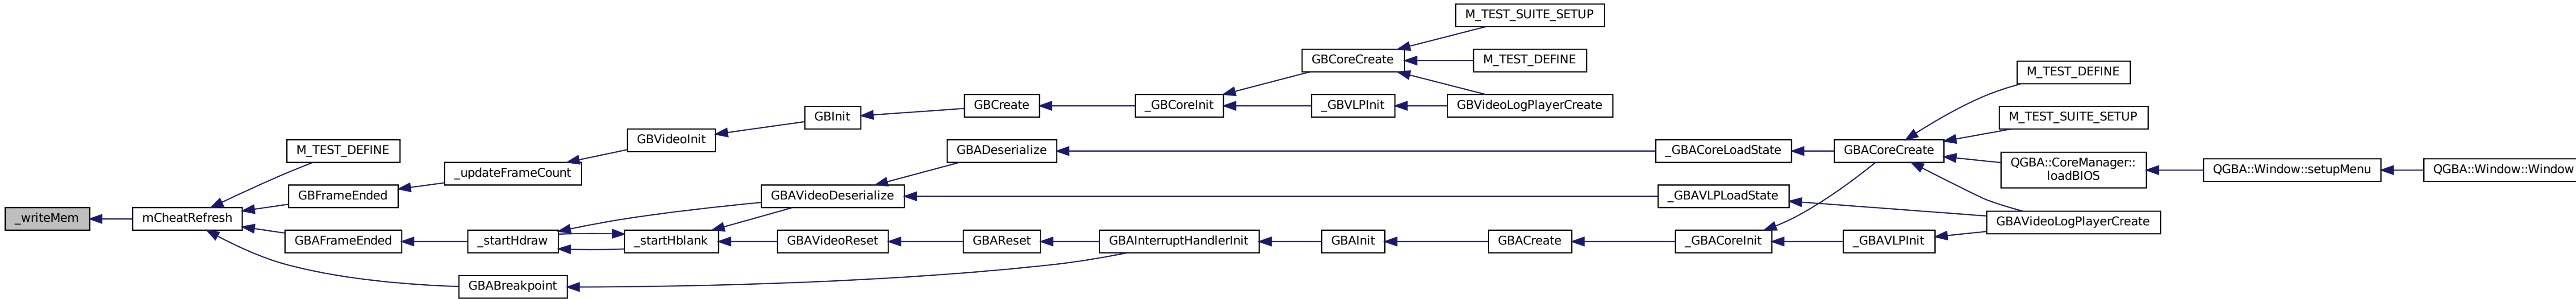 M_TEST_SUITE_SETUP
GBCoreCreate
M_TEST_DEFINE
M_TEST_DEFINE
GBCreate
_GBCoreInit
_GBVLPInit
GBVideoLogPlayerCreate
GBInit
M_TEST_SUITE_SETUP
GBVideoInit
M_TEST_DEFINE
GBADeserialize
_GBACoreLoadState
GBACoreCreate
_updateFrameCount
QGBA::CoreManager::
loadBIOS
QGBA::Window::setupMenu
QGBA::Window::Window
GBFrameEnded
GBAVideoDeserialize
_GBAVLPLoadState
_writeMem
mCheatRefresh
GBAVideoLogPlayerCreate
GBAFrameEnded
_startHdraw
_startHblank
GBAVideoReset
GBAReset
GBAInterruptHandlerInit
GBAInit
GBACreate
_GBACoreInit
_GBAVLPInit
GBABreakpoint